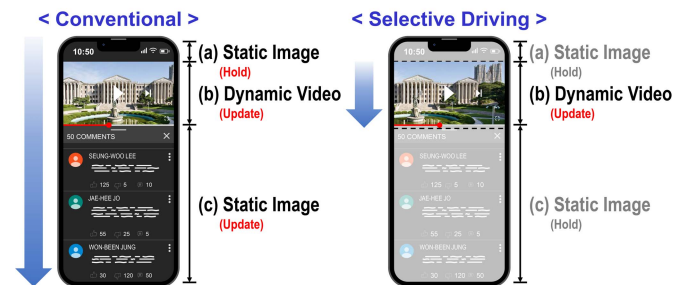 < Conventional >
10:50
50 COMMENTS
SEUNG-WOO LEE
125 5 10
JAE-HEE JO
55 25 5
WON-BEEN JUNG
30 120 50
(a) Static Image
(Hold)
(b) Dynamic Video
(Update)
(c) Static Image
(Update)
< Selective Driving >
10:50
50 COMMENTS
SEUNG-WOO LEE
125 5 10
JAE-HEE JO
55 25 5
WON-BEEN JUNG
30 120 50
(a) Static Image
(Hold)
(b) Dynamic Video
(Update)
(c) Static Image
(Hold)